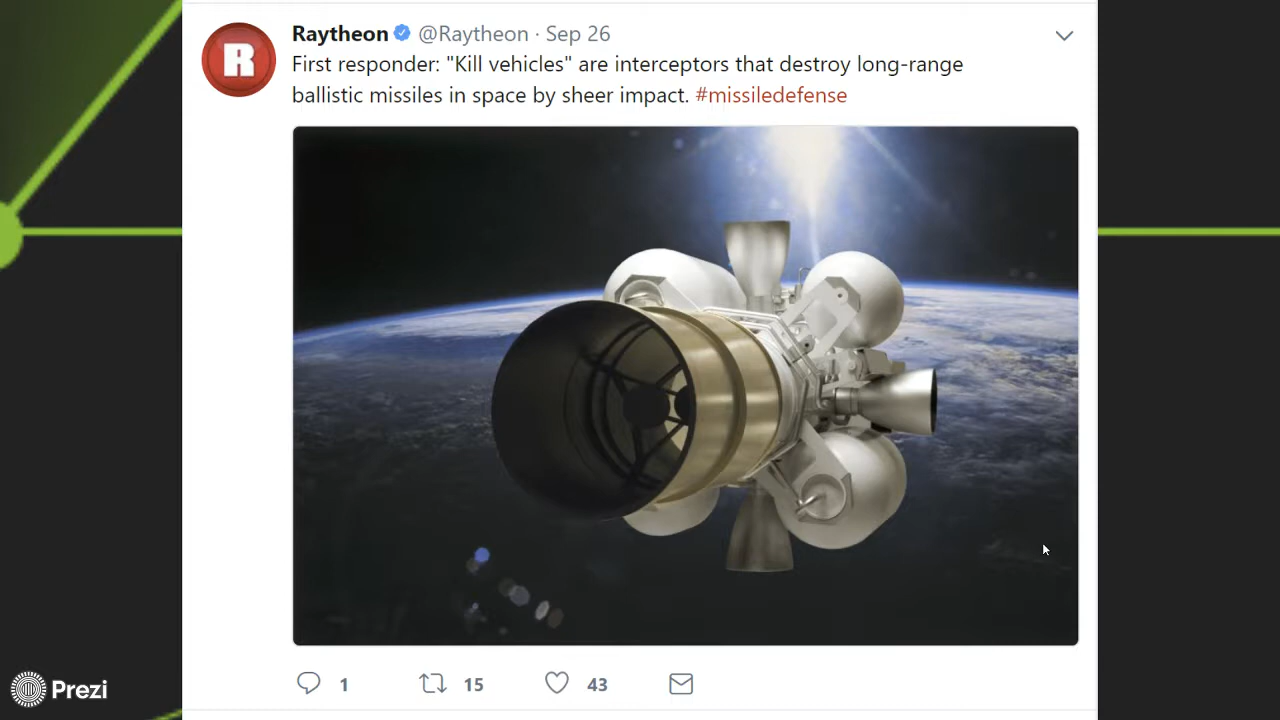 Raytheon @Raytheon · Sep 26
First responder: "Kill vehicles" are interceptors that destroy long-range
ballistic missiles in space by sheer impact. #missiledefense
R
1 15 43
Prezi